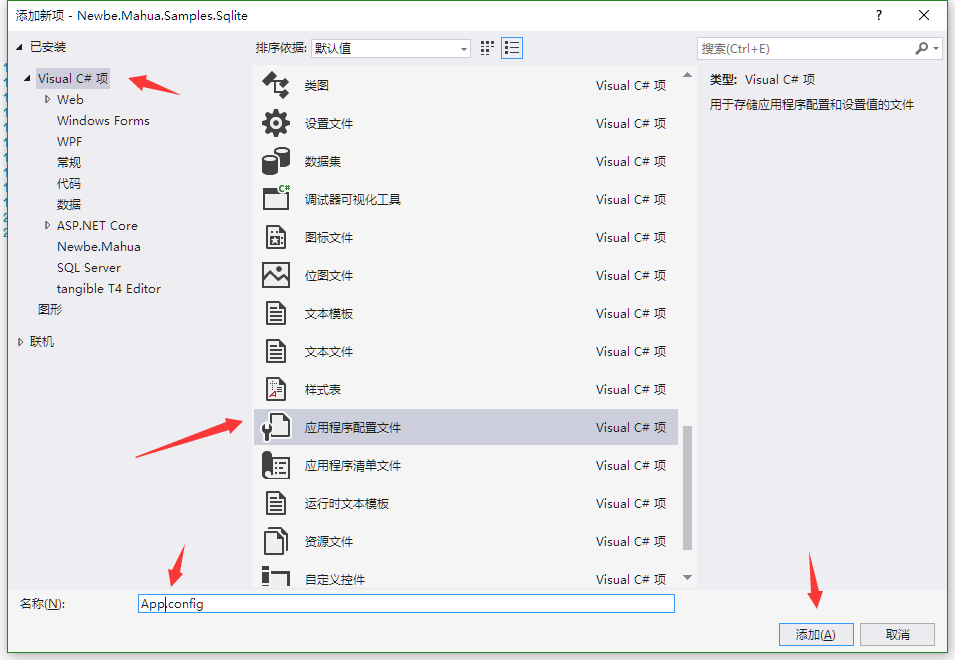 添加新项 - Newbe.Mahua.Samples.Sqlite
已安装
排序依据: 默认值
搜索(Ctrl+E)
Visual C# 项
Web
Windows Forms
WPF
常规
代码
数据
ASP.NET Core
Newbe.Mahua
SQL Server
tangible T4 Editor
图形
联机
类图 Visual C# 项
设置文件 Visual C# 项
数据集 Visual C# 项
C#
调试器可视化工具 Visual C# 项
图标文件 Visual C# 项
位图文件 Visual C# 项
文本模板 Visual C# 项
文本文件 Visual C# 项
样式表 Visual C# 项
应用程序配置文件 Visual C# 项
应用程序清单文件 Visual C# 项
运行时文本模板 Visual C# 项
资源文件 Visual C# 项
自定义控件 Visual C# 项
类型: Visual C# 项
用于存储应用程序配置和设置值的文件
名称(N): App.config
添加(A) 取消